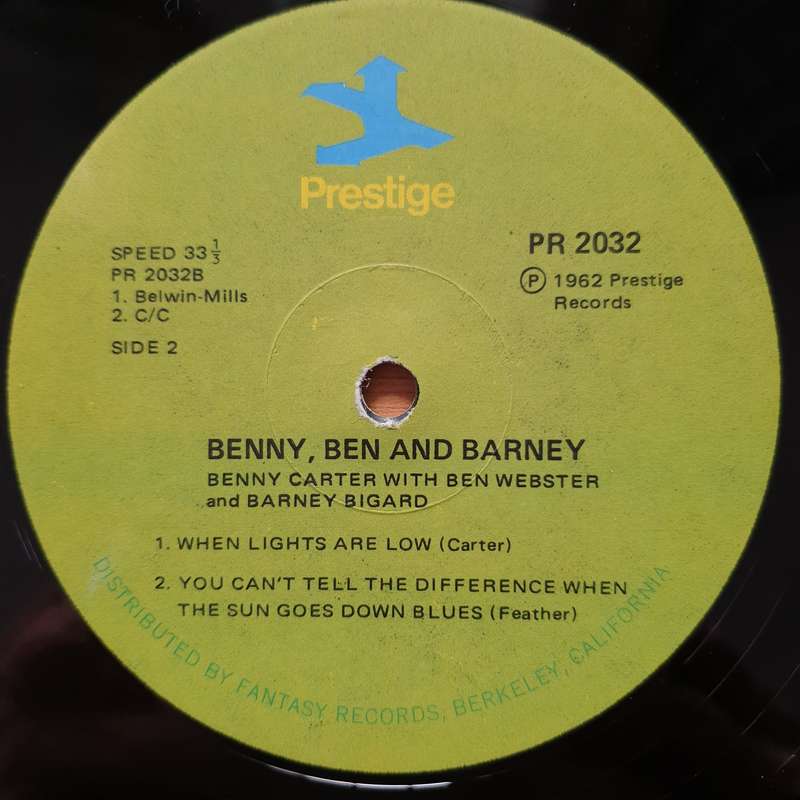 Prestige
SPEED 33⅓
PR 2032B
1. Belwin-Mills
2. C/C
SIDE 2
PR 2032
Ⓟ 1962 Prestige
Records
BENNY, BEN AND BARNEY
BENNY CARTER WITH BEN WEBSTER
and BARNEY BIGARD
1. WHEN LIGHTS ARE LOW (Carter)
2. YOU CAN'T TELL THE DIFFERENCE WHEN
THE SUN GOES DOWN BLUES (Feather)
DISTRIBUTED BY FANTASY RECORDS, BERKELEY, CALIFORNIA